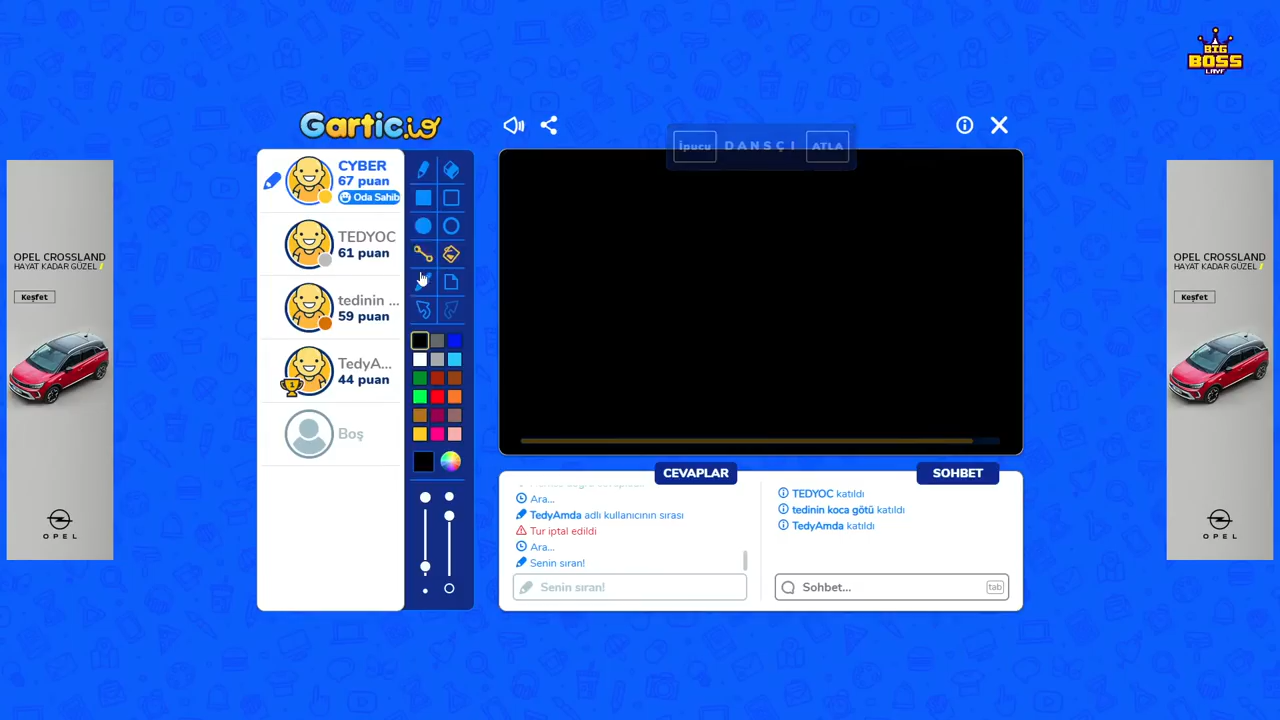 BIG
BOSS
LIVE
Gartic.io
İpucu
DANSÇI
ATLA
CYBER
67 puan
Oda Sahib
TEDYOC
61 puan
tedinin ...
59 puan
TedyA...
44 puan
Boş
OPEL CROSSLAND
HAYAT KADAR GÜZEL
Keşfet
OPEL
OPEL CROSSLAND
HAYAT KADAR GÜZEL
Keşfet
OPEL
CEVAPLAR
Ara...
TedyAmda adlı kullanıcının sırası
Tur iptal edildi
Ara...
Senin sıran!
Senin sıran!
SOHBET
TEDYOC katıldı
tedinin koca götü katıldı
TedyAmda katıldı
Sohbet...
tab